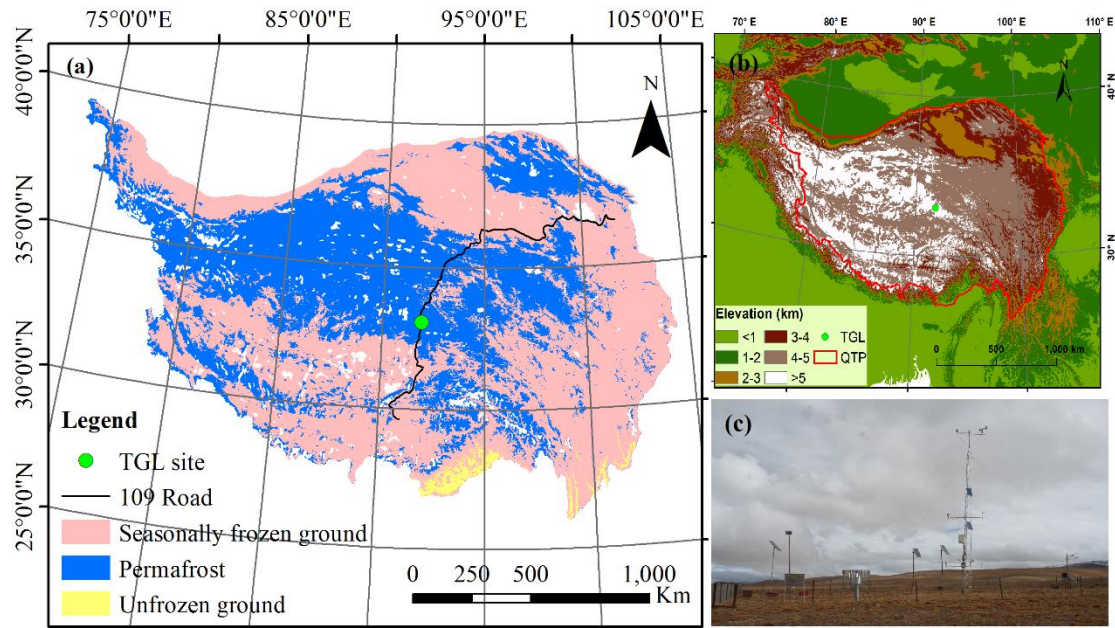 75°0'0"E 85°0'0"E 95°0'0"E 105°0'0"E
(a)
N
40°0'0"N
35°0'0"N
30°0'0"N
25°0'0"N
Legend
TGL site
109 Road
Seasonally frozen ground
Permafrost
Unfrozen ground
0 250 500 1,000
Km
70° E 80° E 90° E 100° E 110° E
(b)
N
40° N
30° N
Elevation (km)
<1 3-4 TGL
1-2 4-5 QTP
2-3 >5
0 500 1,000 km
80° E 90° E 100° E
(c)